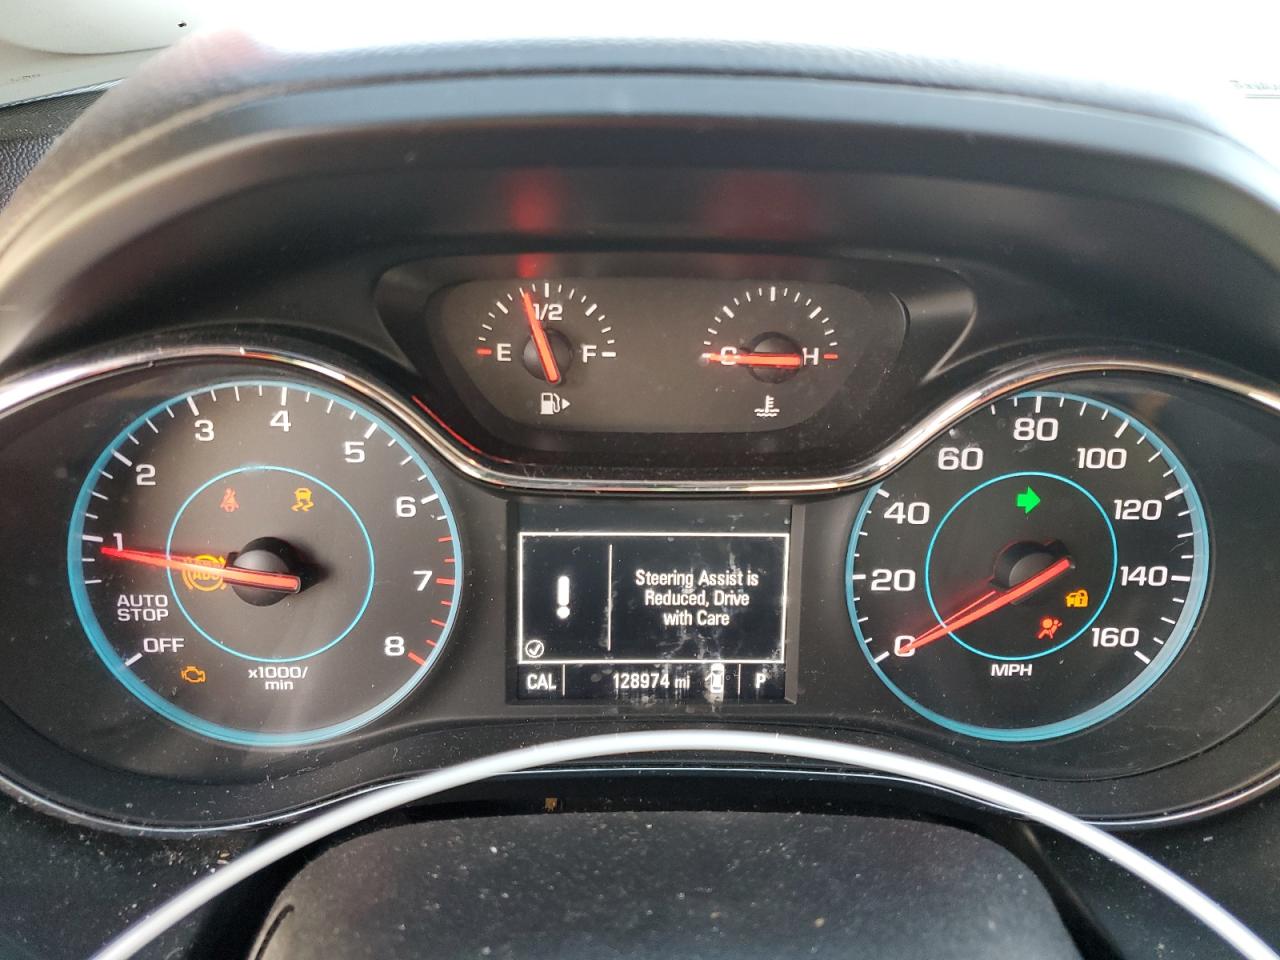 1/2
E
F
C
H
1
2
3
4
5
6
7
8
AUTO
STOP
OFF
x1000/
min
ABS
Steering Assist is
Reduced, Drive
with Care
CAL
128974 mi
P
0
20
40
60
80
100
120
140
160
MPH